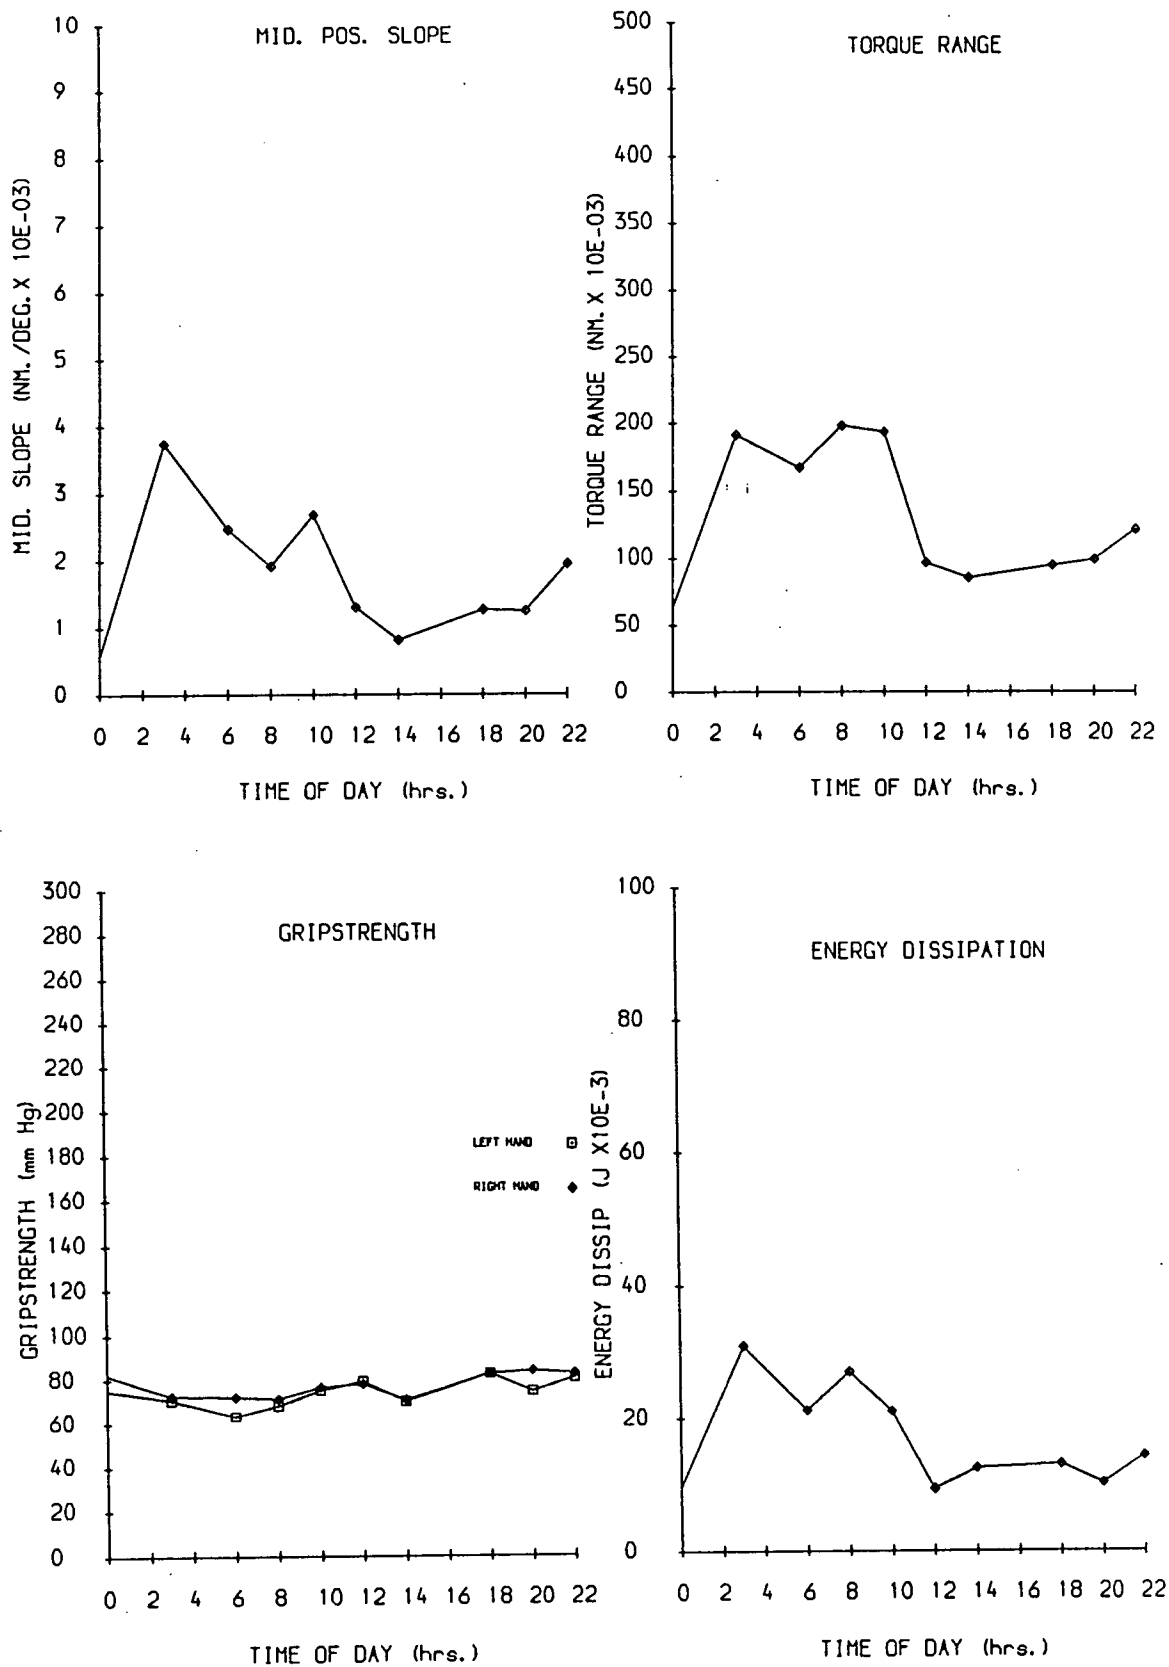 MID. POS. SLOPE
10
9
8
7
6
5
4
3
2
1
0
MID. SLOPE (NM./DEG.X 10E-03)
0 2 4 6 8 10 12 14 16 18 20 22
TIME OF DAY (hrs.)
TORQUE RANGE
500
450
400
350
300
250
200
150
100
50
0
TORQUE RANGE (NM.X 10E-03)
0 2 4 6 8 10 12 14 16 18 20 22
TIME OF DAY (hrs.)
GRIPSTRENGTH
300
280
260
240
220
200
180
160
140
120
100
80
60
40
20
0
GRIPSTRENGTH (mm Hg)
LEFT HAND
RIGHT HAND
0 2 4 6 8 10 12 14 16 18 20 22
TIME OF DAY (hrs.)
ENERGY DISSIPATION
100
80
60
40
20
0
ENERGY DISSIP (J X10E-3)
0 2 4 6 8 10 12 14 16 18 20 22
TIME OF DAY (hrs.)